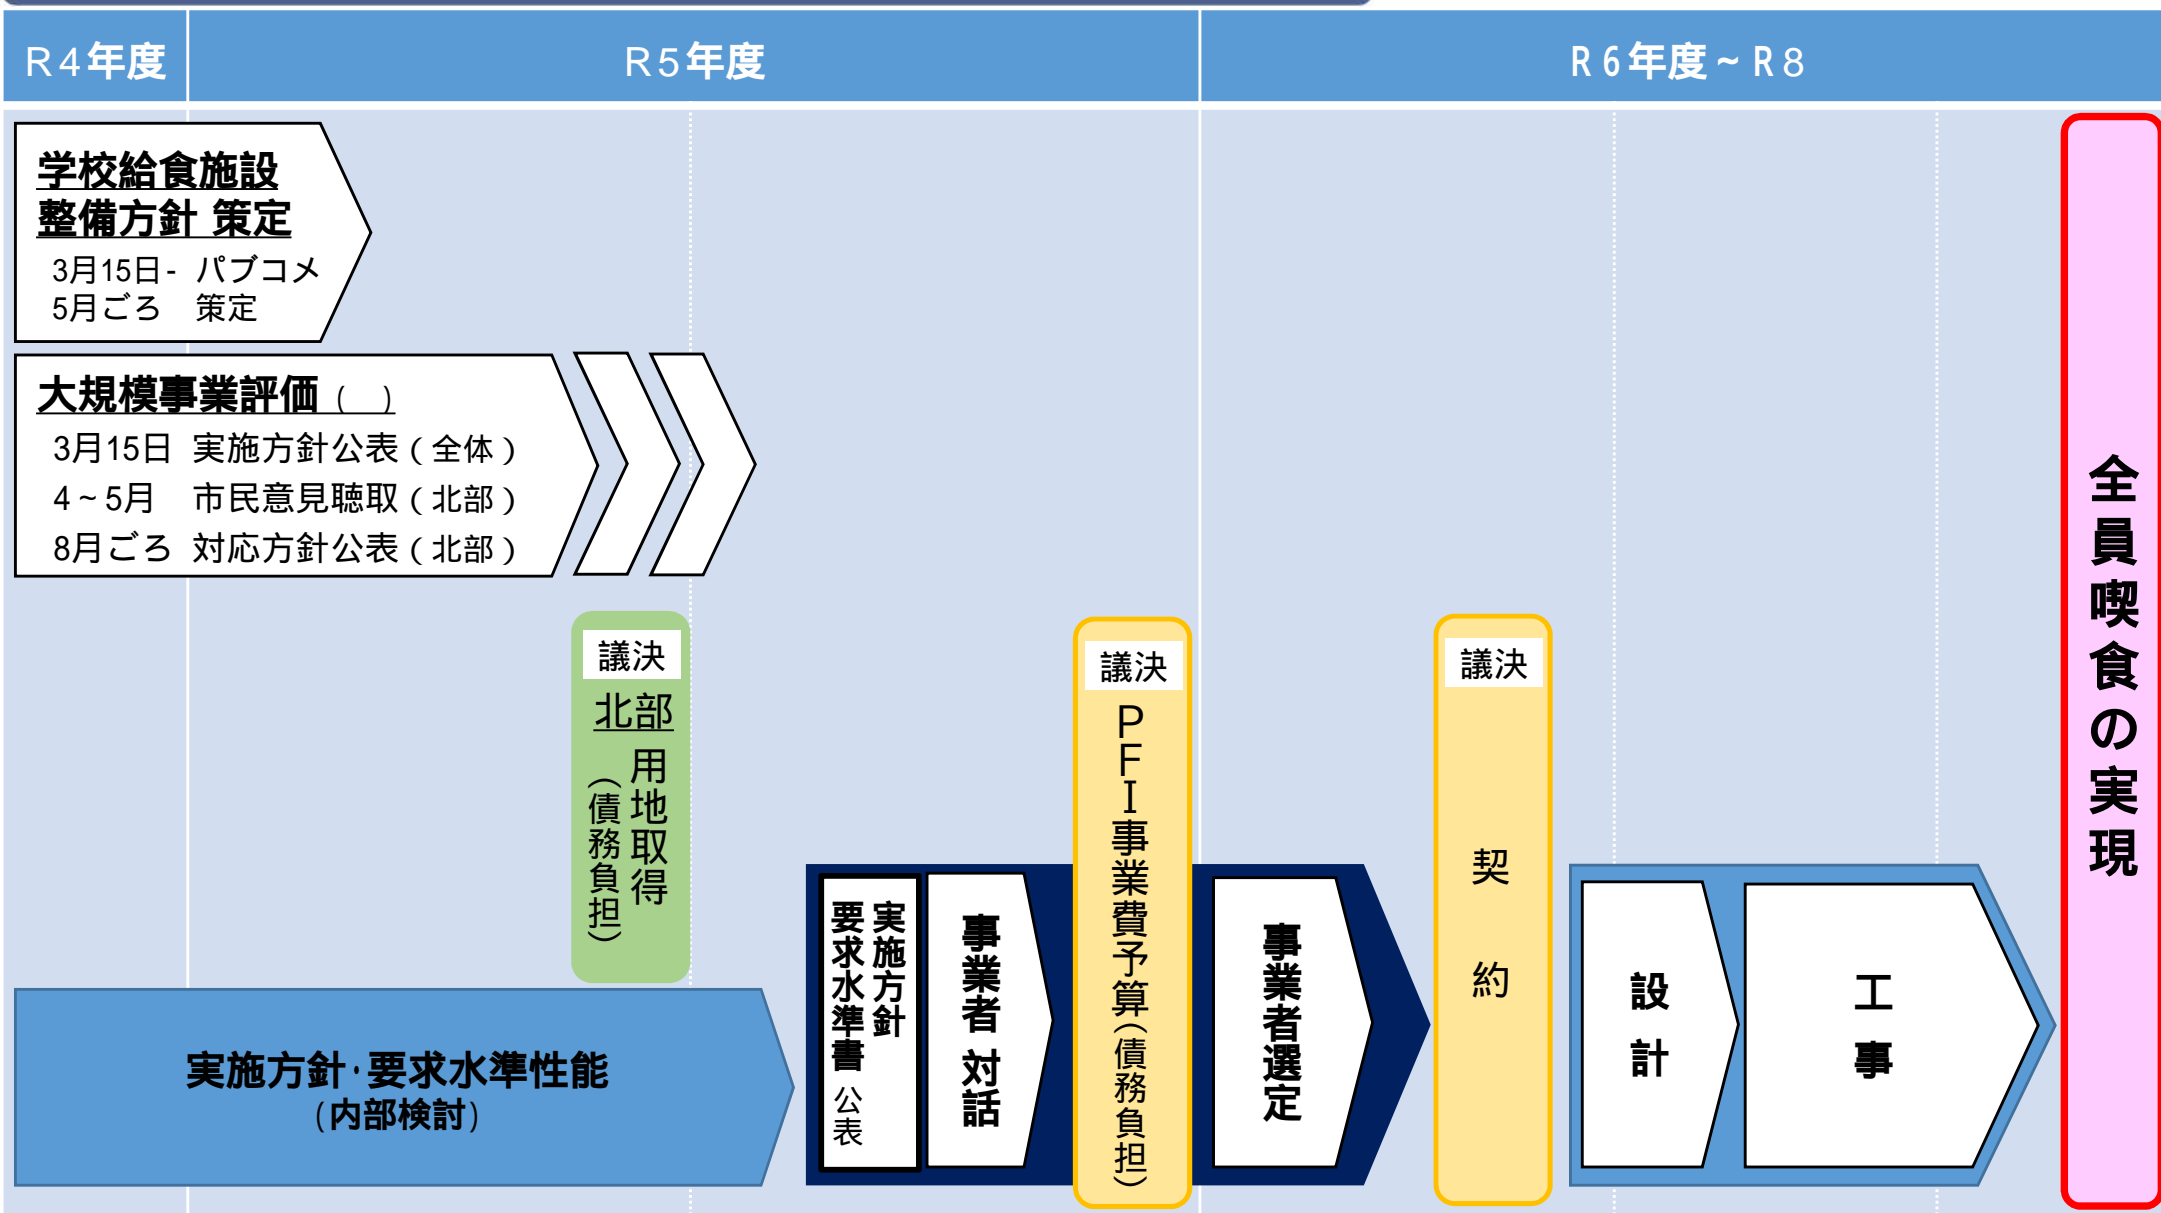 R4年度
R5年度
R6年度~R8
学校給食施設
整備方針 策定
3月15日- パブコメ
5月ごろ 策定
大規模事業評価( )
3月15日 実施方針公表(全体)
4~5月 市民意見聴取(北部)
8月ごろ 対応方針公表(北部)
議決
北部
用地取得
(債務負担)
実施方針・要求水準性能
(内部検討)
実施方針
要求水準書 公表
事業者 対話
議決
PFI事業費予算(債務負担)
事業者選定
議決
契約
設計
工事
全員喫食の実現